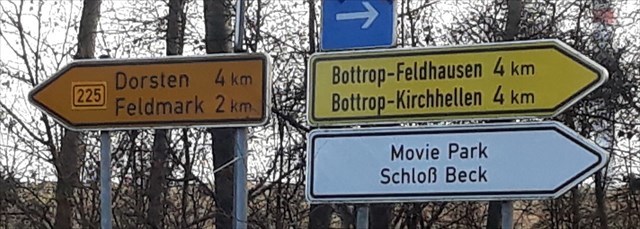 225
Dorsten 4 km
Feldmark 2 km
Bottrop-Feldhausen 4 km
Bottrop-Kirchhellen 4 km
Movie Park
Schloß Beck